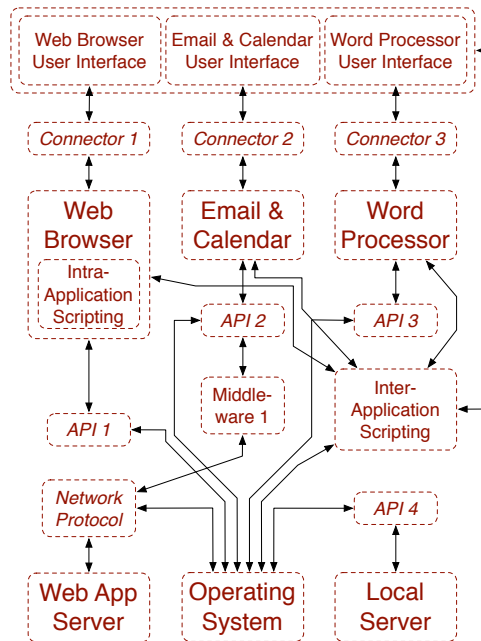 Web Browser
User Interface
Email & Calendar
User Interface
Word Processor
User Interface
Connector 1
Connector 2
Connector 3
Web
Browser
Intra-
Application
Scripting
Email &
Calendar
Word
Processor
API 2
API 3
Middle-
ware 1
Inter-
Application
Scripting
API 1
Network
Protocol
API 4
Web App
Server
Operating
System
Local
Server